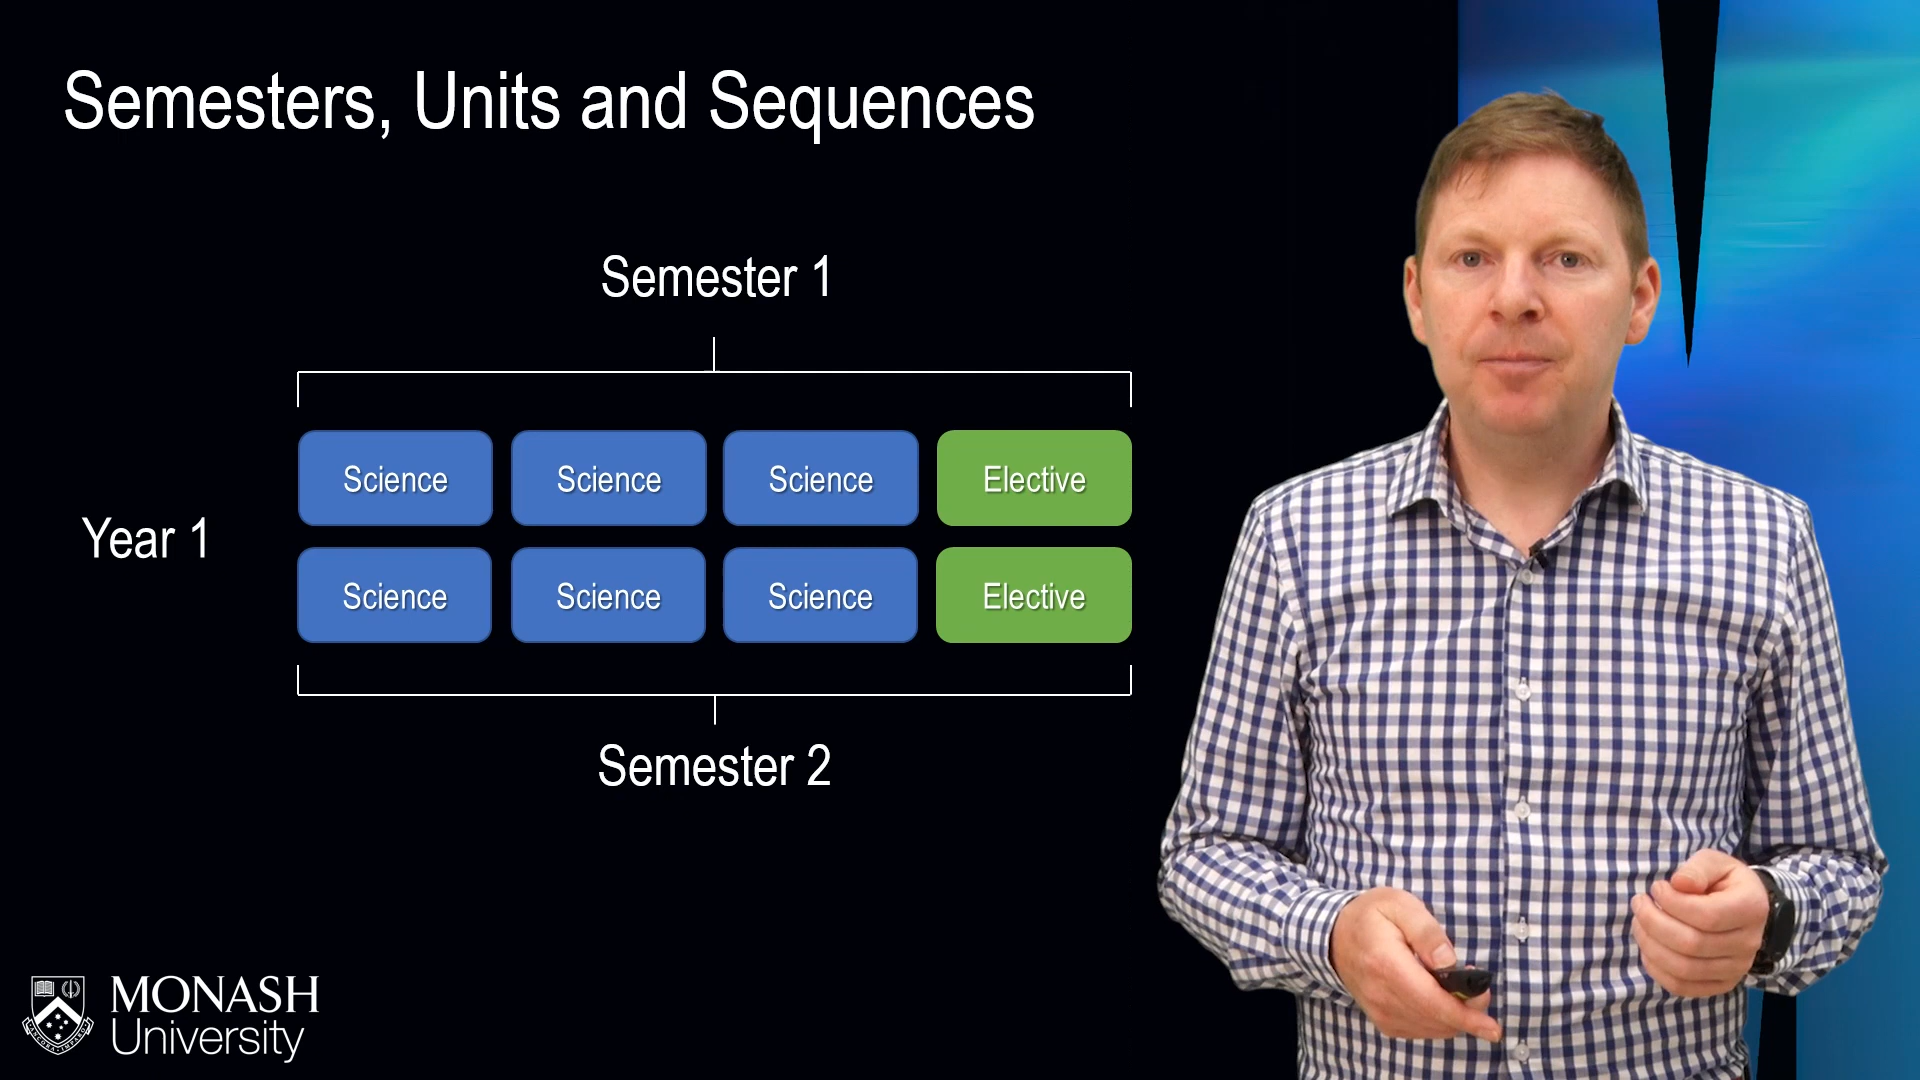 Semesters, Units and Sequences
Semester 1
Science Science Science Elective
Year 1
Science Science Science Elective
Semester 2
MONASH
University